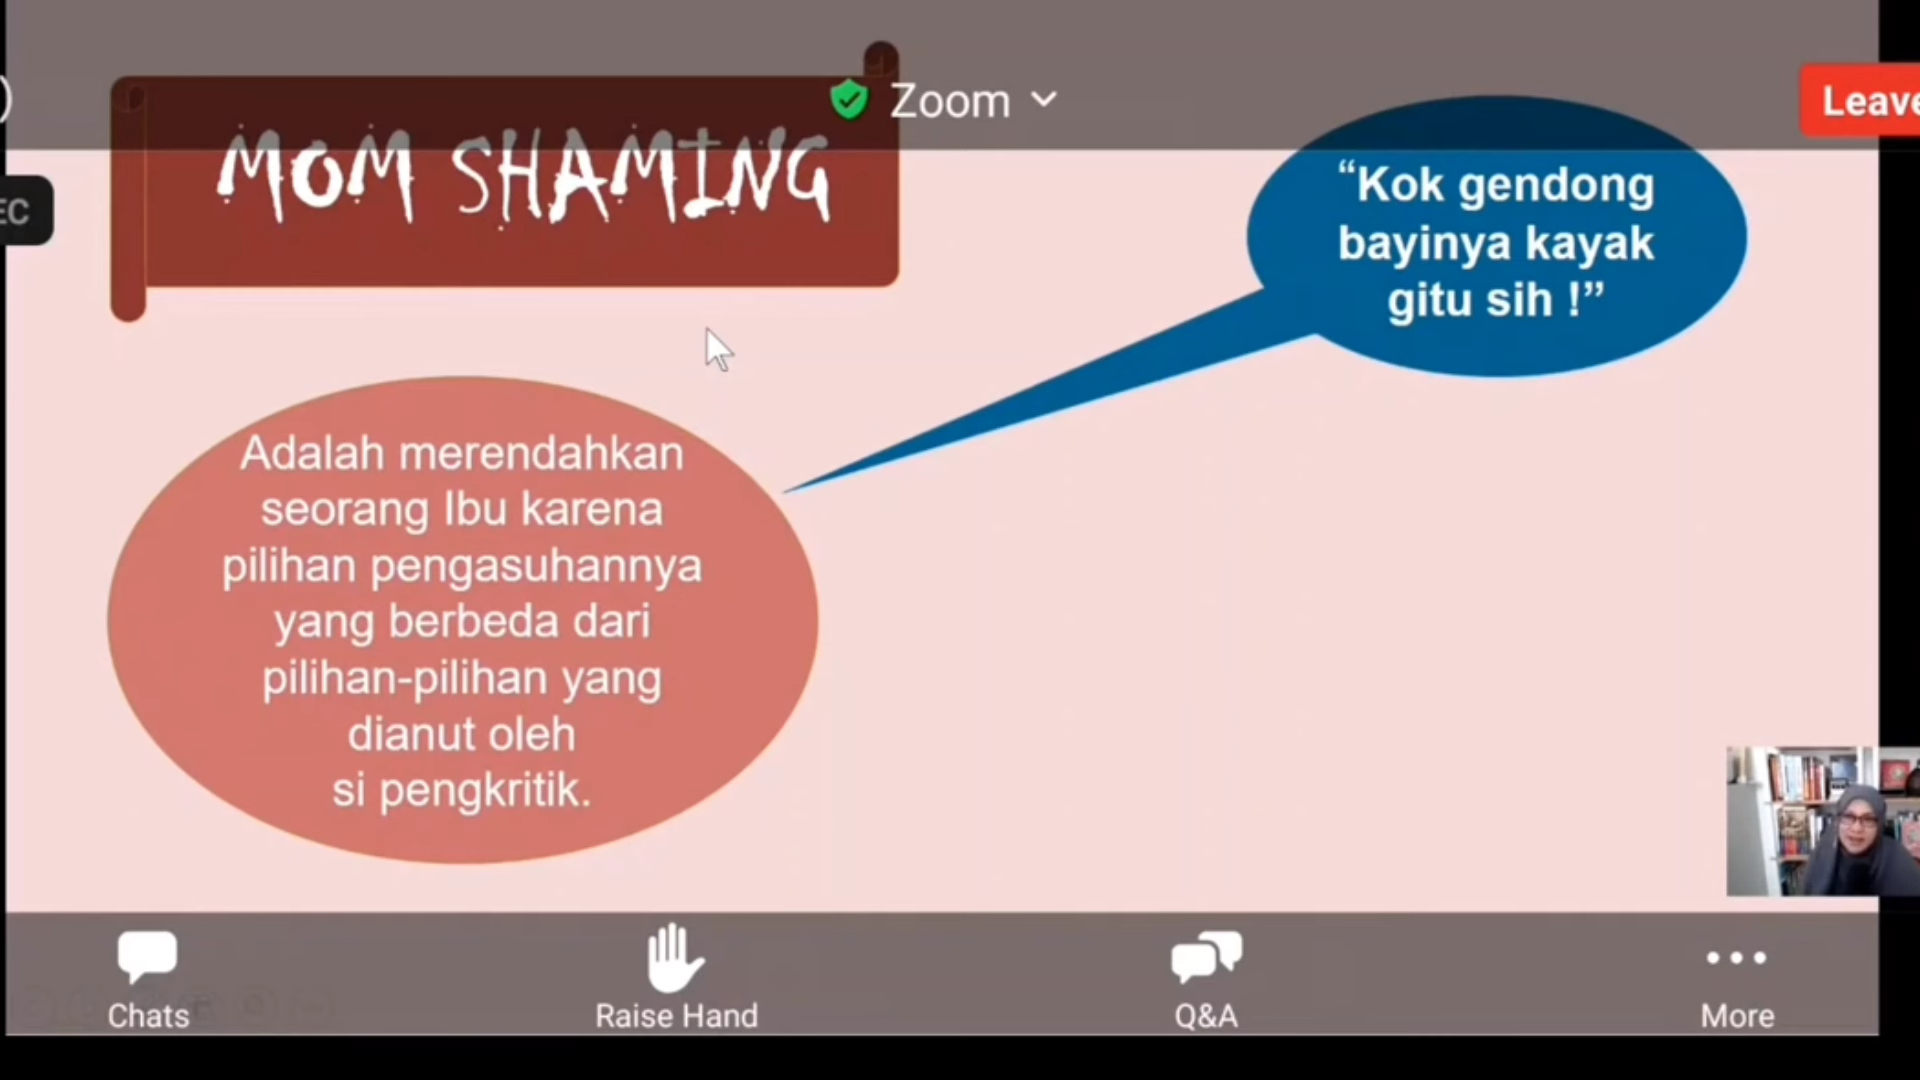 Zoom
Leave
EC
MOM SHAMING
“Kok gendong
bayinya kayak
gitu sih !”
Adalah merendahkan
seorang Ibu karena
pilihan pengasuhannya
yang berbeda dari
pilihan-pilihan yang
dianut oleh
si pengkritik.
Chats
Raise Hand
Q&A
More